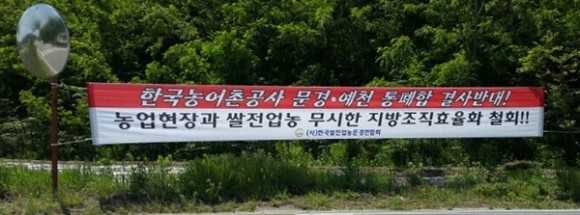 한국농어촌공사 문경·예천 통폐합 결사반대!
농업현장과 쌀전업농 무시한 지방조직효율화 철회!!
(사)한국쌀전업농문경연합회